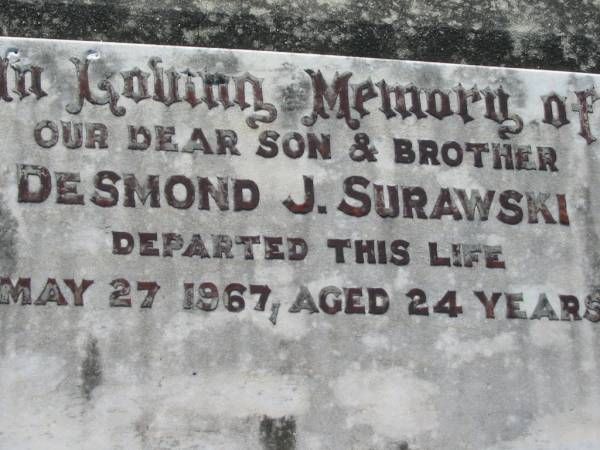 In Loving Memory of
OUR DEAR SON & BROTHER
DESMOND J. SURAWSKI
DEPARTED THIS LIFE
MAY 27 1967, AGED 24 YEARS